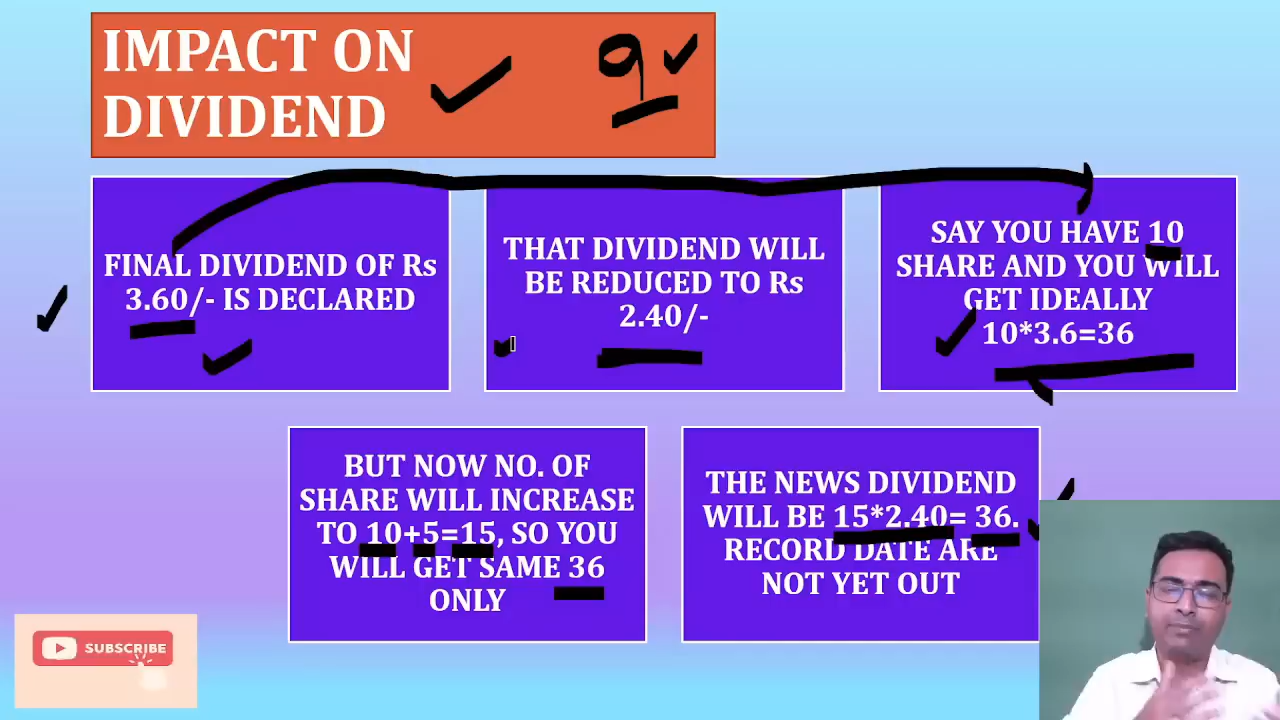 IMPACT ON
DIVIDEND
9
FINAL DIVIDEND OF Rs
3.60/- IS DECLARED
THAT DIVIDEND WILL
BE REDUCED TO Rs
2.40/-
SAY YOU HAVE 10
SHARE AND YOU WILL
GET IDEALLY
10*3.6=36
BUT NOW NO. OF
SHARE WILL INCREASE
TO 10+5=15, SO YOU
WILL GET SAME 36
ONLY
THE NEWS DIVIDEND
WILL BE 15*2.40= 36.
RECORD DATE ARE
NOT YET OUT
SUBSCRIBE